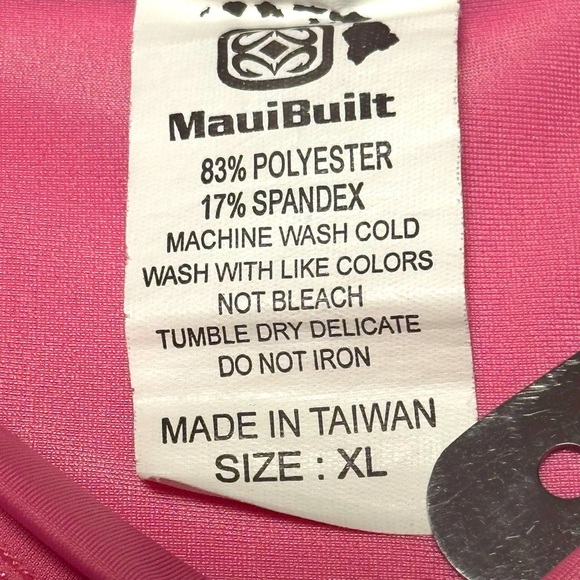 MauiBuilt
83% POLYESTER
17% SPANDEX
MACHINE WASH COLD
WASH WITH LIKE COLORS
NOT BLEACH
TUMBLE DRY DELICATE
DO NOT IRON
MADE IN TAIWAN
SIZE : XL